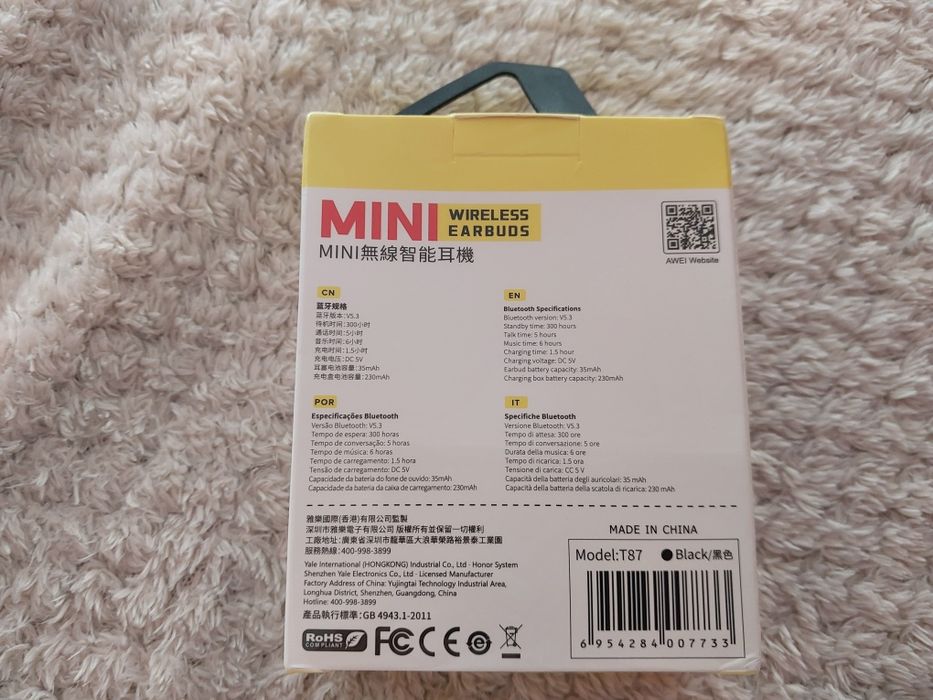 MINI WIRELESS
EARBUDS
MINI無線智能耳機
AWEI Website
CN
蓝牙规格
蓝牙版本:V5.3
待机时间:300小时
通话时间:5小时
音乐时间:6小时
充电时间:1.5小时
充电电压:DC 5V
耳塞电池容量:35mAh
充电盒电池容量:230mAh
EN
Bluetooth Specifications
Bluetooth version: V5.3
Standby time: 300 hours
Talk time: 5 hours
Music time: 6 hours
Charging time: 1.5 hour
Charging voltage: DC 5V
Earbud battery capacity: 35mAh
Charging box battery capacity: 230mAh
POR
Especificações Bluetooth
Versão Bluetooth: V5.3
Tempo de espera: 300 horas
Tempo de conversação: 5 horas
Tempo de música: 6 horas
Tempo de carregamento: 1.5 hora
Tensão de carregamento: DC 5V
Capacidade da bateria do fone de ouvido: 35mAh
Capacidade da bateria da caixa de carregamento: 230mAh
IT
Specifiche Bluetooth
Versione Bluetooth: V5.3
Tempo di attesa: 300 ore
Tempo di conversazione: 5 ore
Durata della musica: 6 ore
Tempo di ricarica: 1.5 ora
Tensione di carica: CC 5 V
Capacità della batteria degli auricolari: 35 mAh
Capacità della batteria della scatola di ricarica: 230 mAh
雅樂國際(香港)有限公司監製
深圳市雅樂電子有限公司 版權所有並保留一切權利
工廠地址:廣東省深圳市龍華區大浪華榮路裕景泰工業園
服務熱線:400-998-3899
Yale International (HONGKONG) Industrial Co., Ltd · Honor System
Shenzhen Yale Electronics Co., Ltd · Licensed Manufacturer
Factory Address of China: Yujingtai Technology Industrial Area,
Longhua District, Shenzhen, Guangdong, China
Hotline: 400-998-3899
產品執行標準:GB 4943.1-2011
RoHS
COMPLIANT
FC CE
MADE IN CHINA
Model:T87 Black/黑色
6 954284 007733